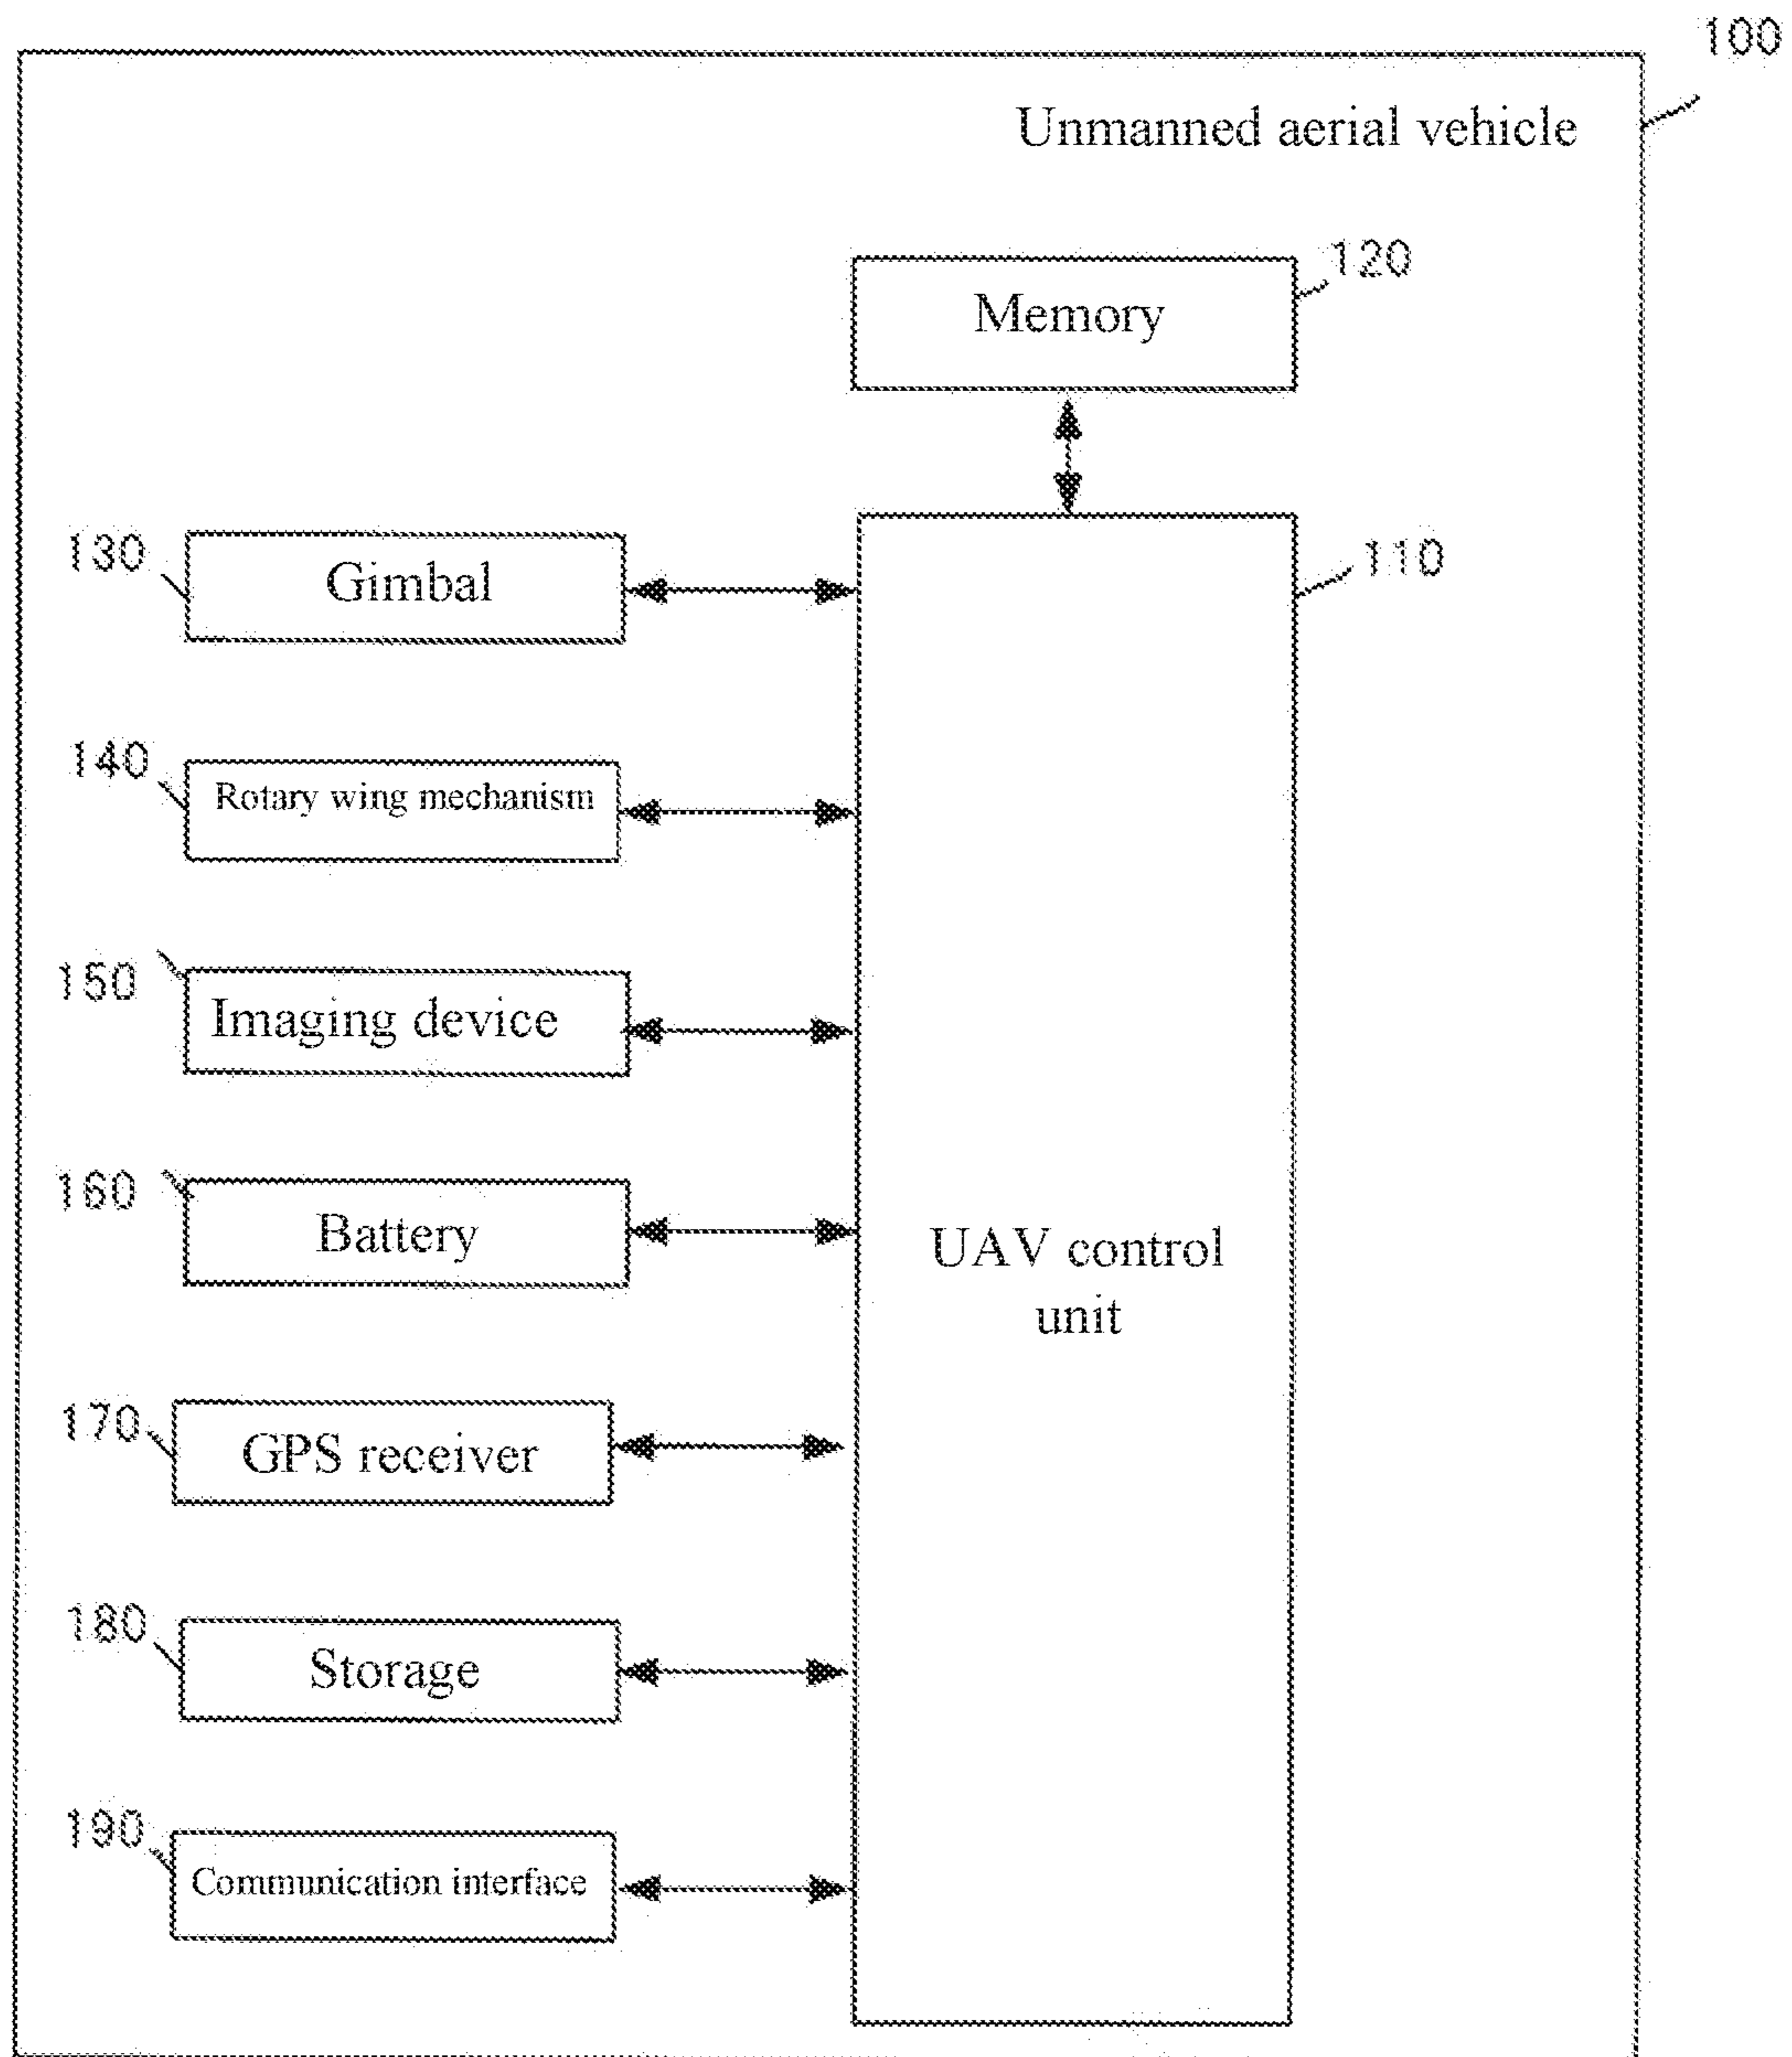 100
Unmanned aerial vehicle
120
Memory
110
130
Gimbal
140
Rotary wing mechanism
150
Imaging device
160
Battery
UAV control
unit
170
GPS receiver
180
Storage
190
Communication interface